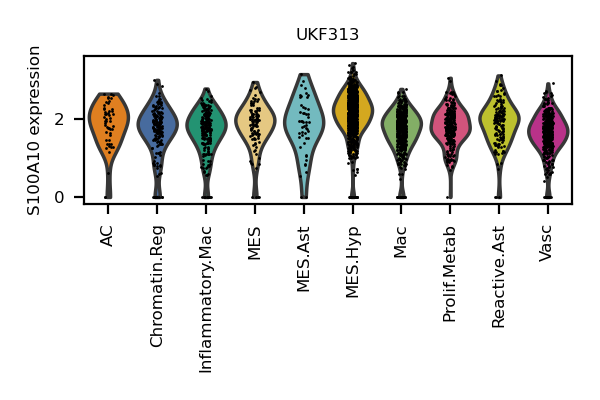 UKF313
S100A10 expression
2
0
AC
Chromatin.Reg
Inflammatory.Mac
MES
MES.Ast
MES.Hyp
Mac
Prolif.Metab
Reactive.Ast
Vasc